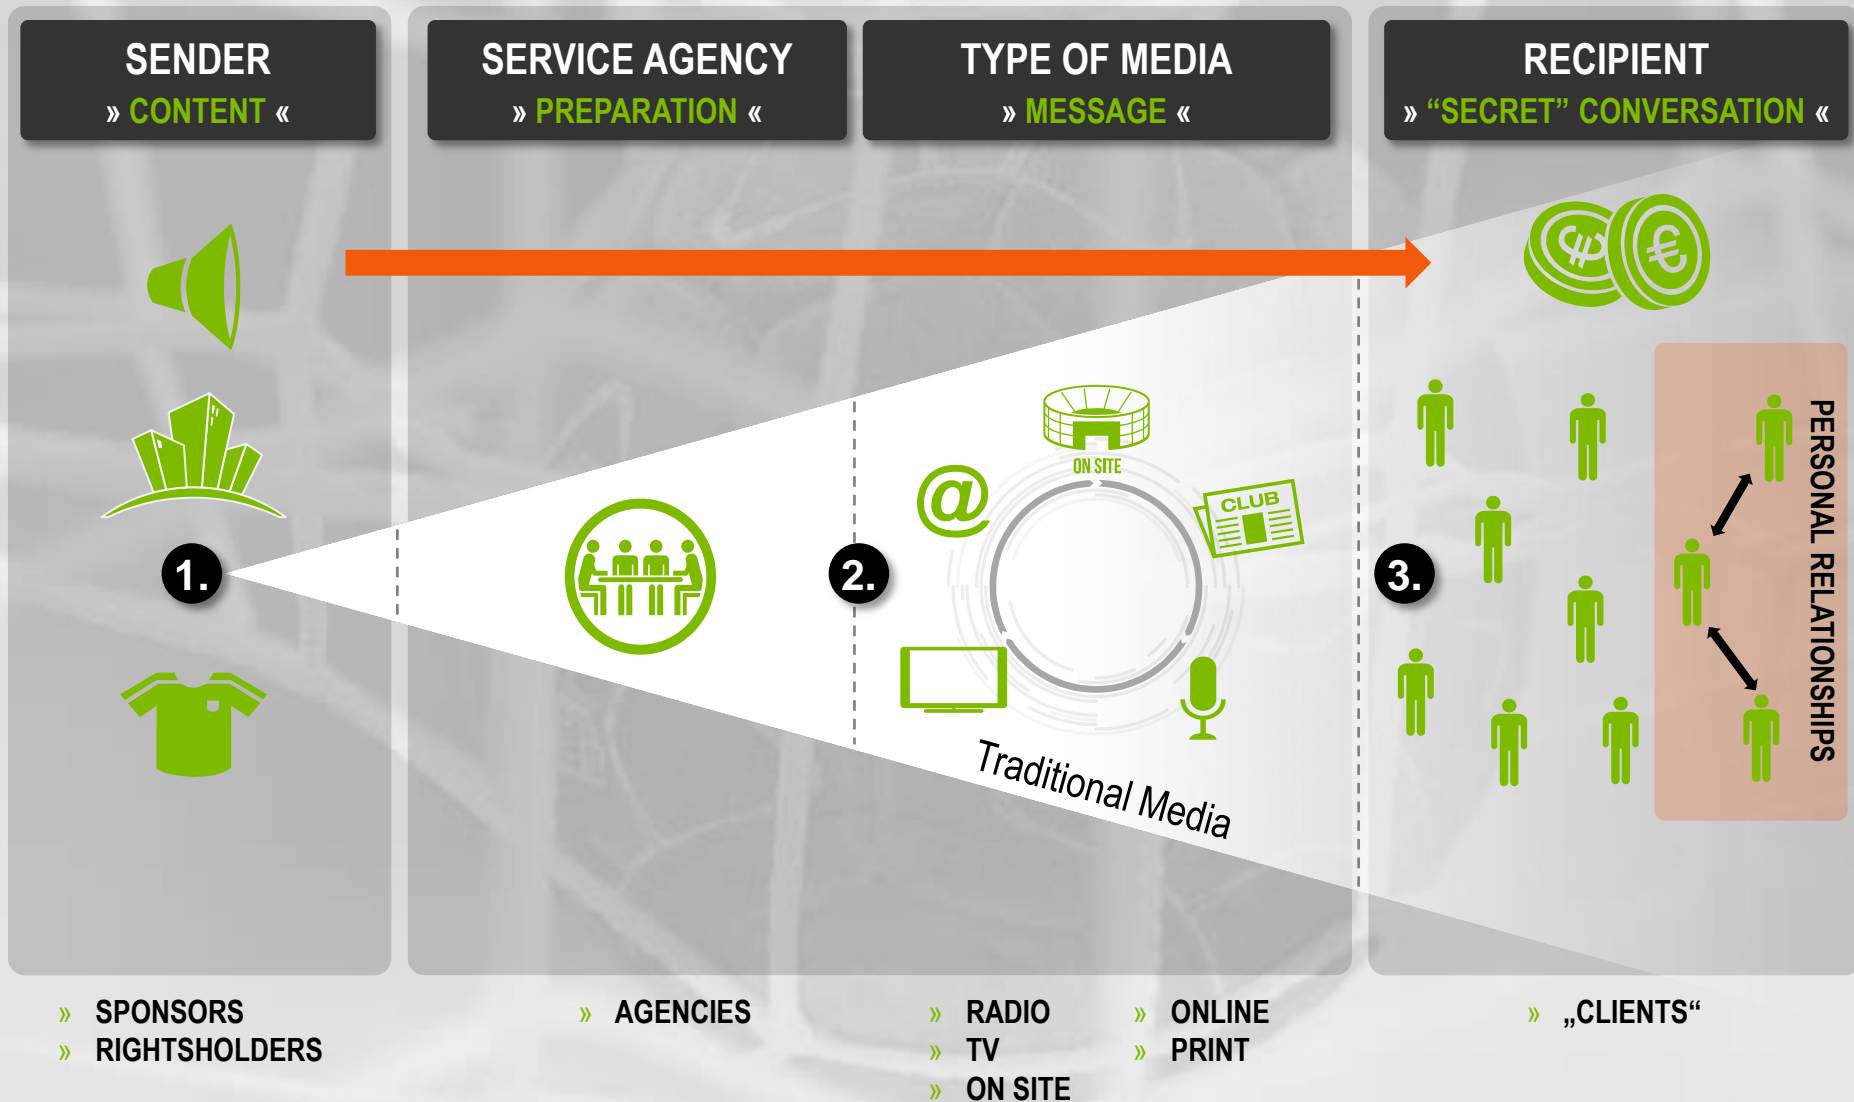 SENDER
» CONTENT «
SERVICE AGENCY
» PREPARATION «
TYPE OF MEDIA
» MESSAGE «
RECIPIENT
» “SECRET” CONVERSATION «
ON SITE
@
CLUB
1.
2.
3.
Traditional Media
PERSONAL RELATIONSHIPS
€
» SPONSORS
» RIGHTSHOLDERS
» AGENCIES
» RADIO
» TV
» ON SITE
» ONLINE
» PRINT
» „CLIENTS“